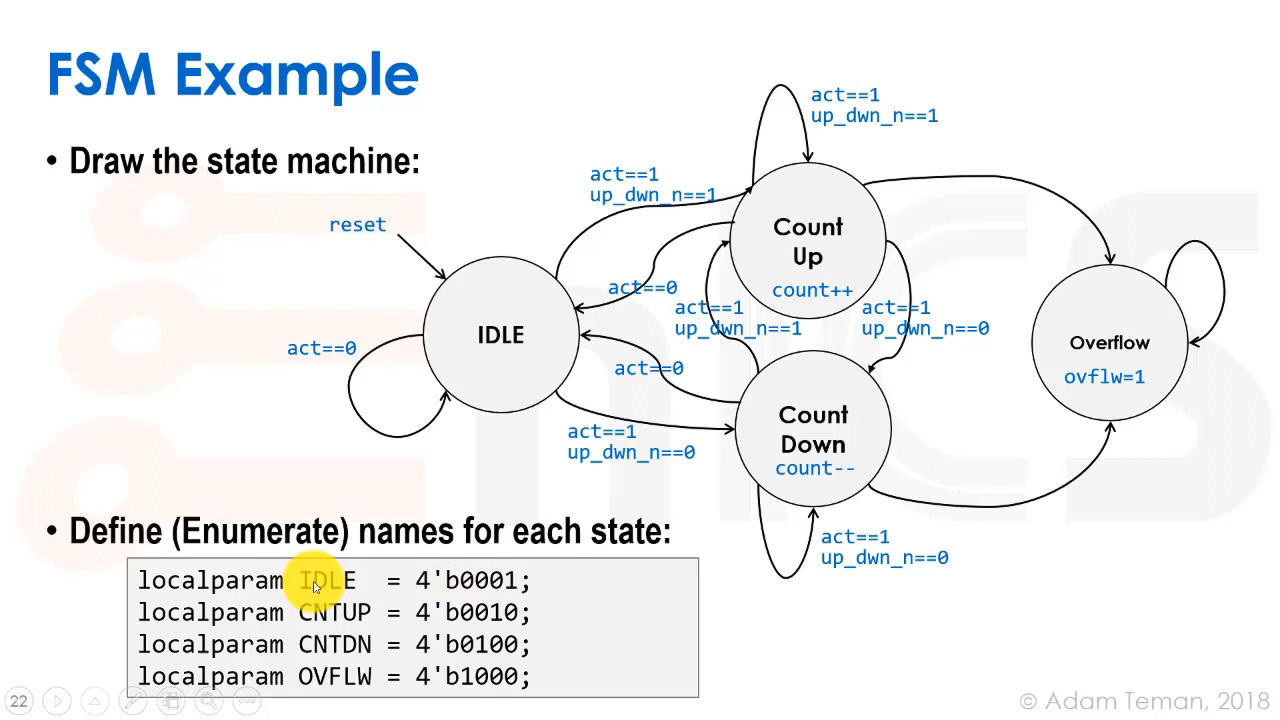 FSM Example
• Draw the state machine:
reset
act==0
IDLE
act==1
up_dwn_n==1
act==0
act==0
act==1
up_dwn_n==0
act==1
up_dwn_n==1
Count
Up
count++
act==1
up_dwn_n==1
act==1
up_dwn_n==0
Count
Down
count--
act==1
up_dwn_n==0
Overflow
ovflw=1
• Define (Enumerate) names for each state:
localparam IDLE  = 4'b0001;
localparam CNTUP = 4'b0010;
localparam CNTDN = 4'b0100;
localparam OVFLW = 4'b1000;
22
© Adam Teman, 2018